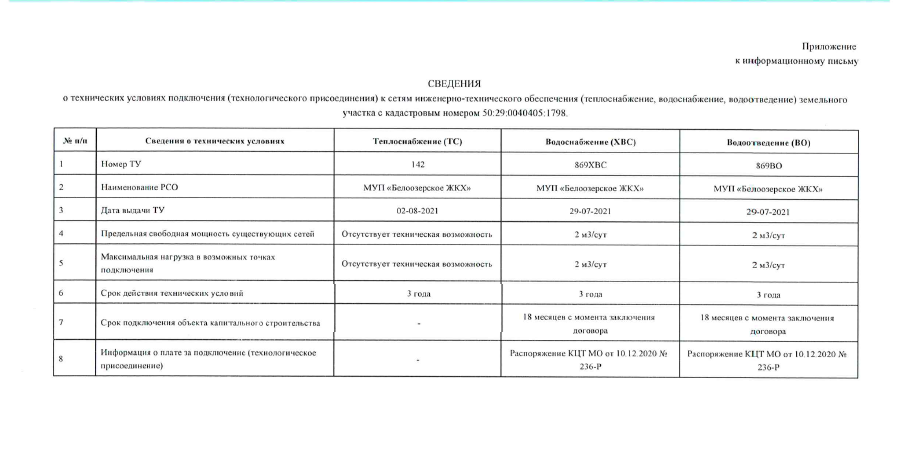 Приложение
к информационному письму
СВЕДЕНИЯ
о технических условиях подключения (технологического присоединения) к сетям инженерно-технического обеспечения (теплоснабжение, водоснабжение, водоотведение) земельного
участка с кадастровым номером 50:29:0040405:1798.
№ п/п Сведения о технических условиях Теплоснабжение (ТС) Водоснабжение (ХВС) Водоотведение (ВО)
1 Номер ТУ 142 869ХВС 869ВО
2 Наименование РСО МУП «Белоозерское ЖКХ» МУП «Белоозерское ЖКХ» МУП «Белоозерское ЖКХ»
3 Дата выдачи ТУ 02-08-2021 29-07-2021 29-07-2021
4 Предельная свободная мощность существующих сетей Отсутствует техническая возможность 2 м3/сут 2 м3/сут
5 Максимальная нагрузка в возможных точках
подключения Отсутствует техническая возможность 2 м3/сут 2 м3/сут
6 Срок действия технических условий 3 года 3 года 3 года
7 Срок подключения объекта капитального строительства - 18 месяцев с момента заключения
договора 18 месяцев с момента заключения
договора
8 Информация о плате за подключение (технологическое
присоединение) - Распоряжение КЦТ МО от 10.12.2020 №
236-Р Распоряжение КЦТ МО от 10.12.2020 №
236-Р